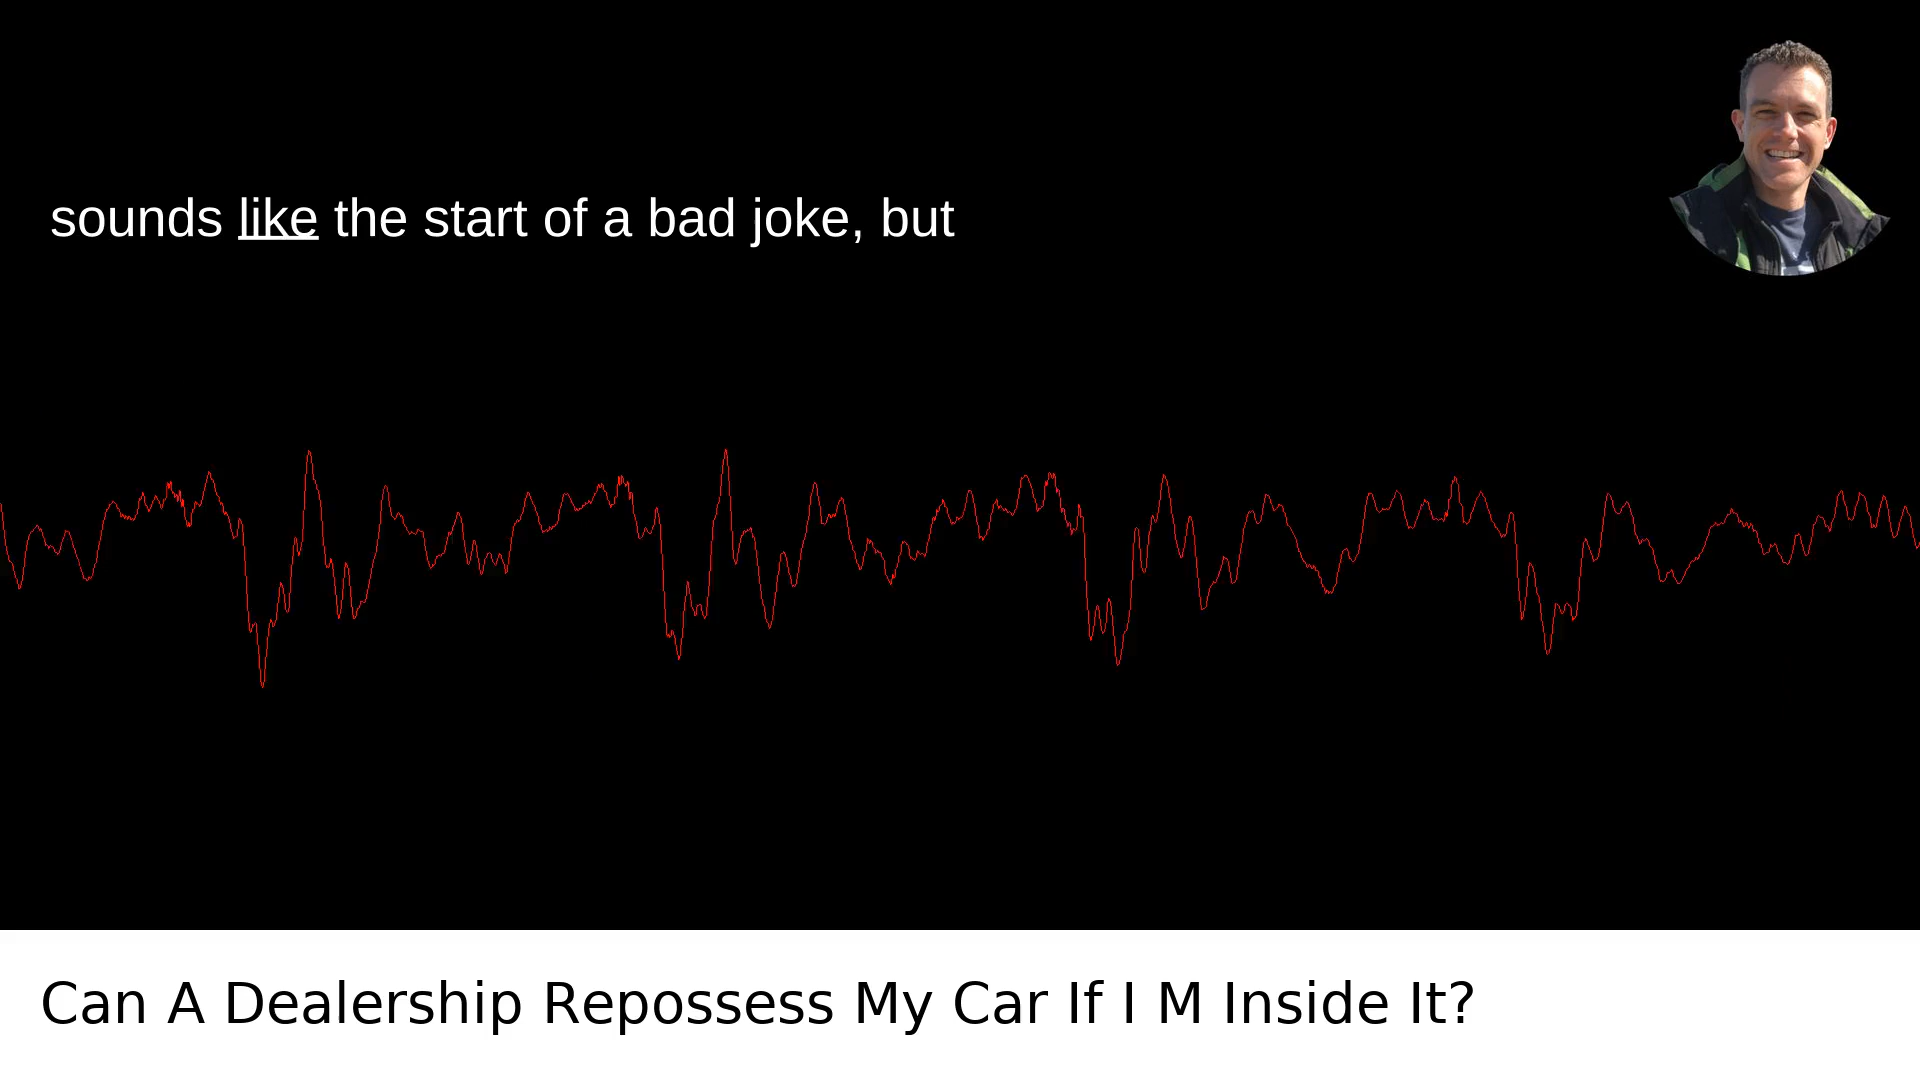 sounds like the start of a bad joke, but
Can A Dealership Repossess My Car If I M Inside It?